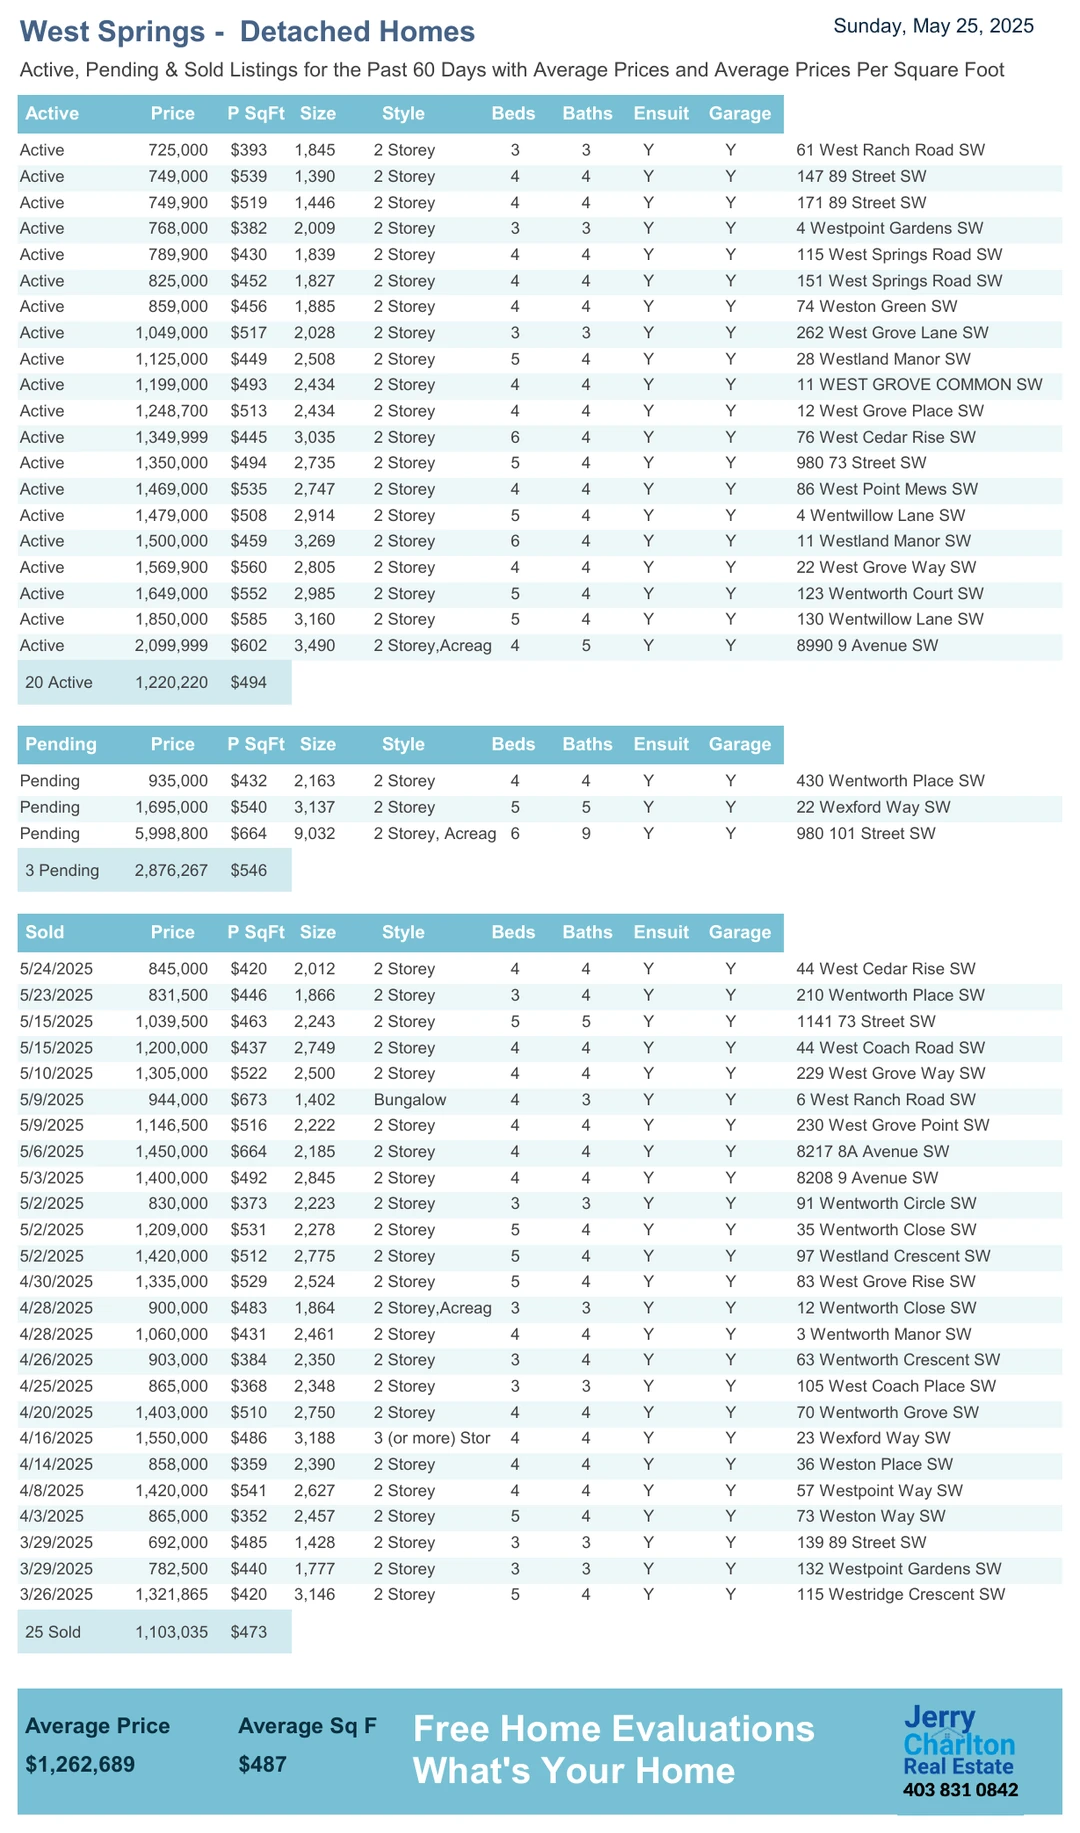 West Springs - Detached Homes Sunday, May 25, 2025
Active, Pending & Sold Listings for the Past 60 Days with Average Prices and Average Prices Per Square Foot
Active Price P SqFt Size Style Beds Baths Ensuit Garage
Active 725,000 $393 1,845 2 Storey 3 3 Y Y 61 West Ranch Road SW
Active 749,000 $539 1,390 2 Storey 4 4 Y Y 147 89 Street SW
Active 749,900 $519 1,446 2 Storey 4 4 Y Y 171 89 Street SW
Active 768,000 $382 2,009 2 Storey 3 3 Y Y 4 Westpoint Gardens SW
Active 789,900 $430 1,839 2 Storey 4 4 Y Y 115 West Springs Road SW
Active 825,000 $452 1,827 2 Storey 4 4 Y Y 151 West Springs Road SW
Active 859,000 $456 1,885 2 Storey 4 4 Y Y 74 Weston Green SW
Active 1,049,000 $517 2,028 2 Storey 3 3 Y Y 262 West Grove Lane SW
Active 1,125,000 $449 2,508 2 Storey 5 4 Y Y 28 Westland Manor SW
Active 1,199,000 $493 2,434 2 Storey 4 4 Y Y 11 WEST GROVE COMMON SW
Active 1,248,700 $513 2,434 2 Storey 4 4 Y Y 12 West Grove Place SW
Active 1,349,999 $445 3,035 2 Storey 6 4 Y Y 76 West Cedar Rise SW
Active 1,350,000 $494 2,735 2 Storey 5 4 Y Y 980 73 Street SW
Active 1,469,000 $535 2,747 2 Storey 4 4 Y Y 86 West Point Mews SW
Active 1,479,000 $508 2,914 2 Storey 5 4 Y Y 4 Wentwillow Lane SW
Active 1,500,000 $459 3,269 2 Storey 6 4 Y Y 11 Westland Manor SW
Active 1,569,900 $560 2,805 2 Storey 4 4 Y Y 22 West Grove Way SW
Active 1,649,000 $552 2,985 2 Storey 5 4 Y Y 123 Wentworth Court SW
Active 1,850,000 $585 3,160 2 Storey 5 4 Y Y 130 Wentwillow Lane SW
Active 2,099,999 $602 3,490 2 Storey,Acreag 4 5 Y Y 8990 9 Avenue SW
20 Active 1,220,220 $494
Pending Price P SqFt Size Style Beds Baths Ensuit Garage
Pending 935,000 $432 2,163 2 Storey 4 4 Y Y 430 Wentworth Place SW
Pending 1,695,000 $540 3,137 2 Storey 5 5 Y Y 22 Wexford Way SW
Pending 5,998,800 $664 9,032 2 Storey, Acreag 6 9 Y Y 980 101 Street SW
3 Pending 2,876,267 $546
Sold Price P SqFt Size Style Beds Baths Ensuit Garage
5/24/2025 845,000 $420 2,012 2 Storey 4 4 Y Y 44 West Cedar Rise SW
5/23/2025 831,500 $446 1,866 2 Storey 3 4 Y Y 210 Wentworth Place SW
5/15/2025 1,039,500 $463 2,243 2 Storey 5 5 Y Y 1141 73 Street SW
5/15/2025 1,200,000 $437 2,749 2 Storey 4 4 Y Y 44 West Coach Road SW
5/10/2025 1,305,000 $522 2,500 2 Storey 4 4 Y Y 229 West Grove Way SW
5/9/2025 944,000 $673 1,402 Bungalow 4 3 Y Y 6 West Ranch Road SW
5/9/2025 1,146,500 $516 2,222 2 Storey 4 4 Y Y 230 West Grove Point SW
5/6/2025 1,450,000 $664 2,185 2 Storey 4 4 Y Y 8217 8A Avenue SW
5/3/2025 1,400,000 $492 2,845 2 Storey 4 4 Y Y 8208 9 Avenue SW
5/2/2025 830,000 $373 2,223 2 Storey 3 3 Y Y 91 Wentworth Circle SW
5/2/2025 1,209,000 $531 2,278 2 Storey 5 4 Y Y 35 Wentworth Close SW
5/2/2025 1,420,000 $512 2,775 2 Storey 5 4 Y Y 97 Westland Crescent SW
4/30/2025 1,335,000 $529 2,524 2 Storey 5 4 Y Y 83 West Grove Rise SW
4/28/2025 900,000 $483 1,864 2 Storey,Acreag 3 3 Y Y 12 Wentworth Close SW
4/28/2025 1,060,000 $431 2,461 2 Storey 4 4 Y Y 3 Wentworth Manor SW
4/26/2025 903,000 $384 2,350 2 Storey 3 4 Y Y 63 Wentworth Crescent SW
4/25/2025 865,000 $368 2,348 2 Storey 3 3 Y Y 105 West Coach Place SW
4/20/2025 1,403,000 $510 2,750 2 Storey 4 4 Y Y 70 Wentworth Grove SW
4/16/2025 1,550,000 $486 3,188 3 (or more) Stor 4 4 Y Y 23 Wexford Way SW
4/14/2025 858,000 $359 2,390 2 Storey 4 4 Y Y 36 Weston Place SW
4/8/2025 1,420,000 $541 2,627 2 Storey 4 4 Y Y 57 Westpoint Way SW
4/3/2025 865,000 $352 2,457 2 Storey 5 4 Y Y 73 Weston Way SW
3/29/2025 692,000 $485 1,428 2 Storey 3 3 Y Y 139 89 Street SW
3/29/2025 782,500 $440 1,777 2 Storey 3 3 Y Y 132 Westpoint Gardens SW
3/26/2025 1,321,865 $420 3,146 2 Storey 5 4 Y Y 115 Westridge Crescent SW
25 Sold 1,103,035 $473
Average Price Average Sq F
$1,262,689 $487
Free Home Evaluations
What's Your Home
Jerry
Charlton
Real Estate
403 831 0842